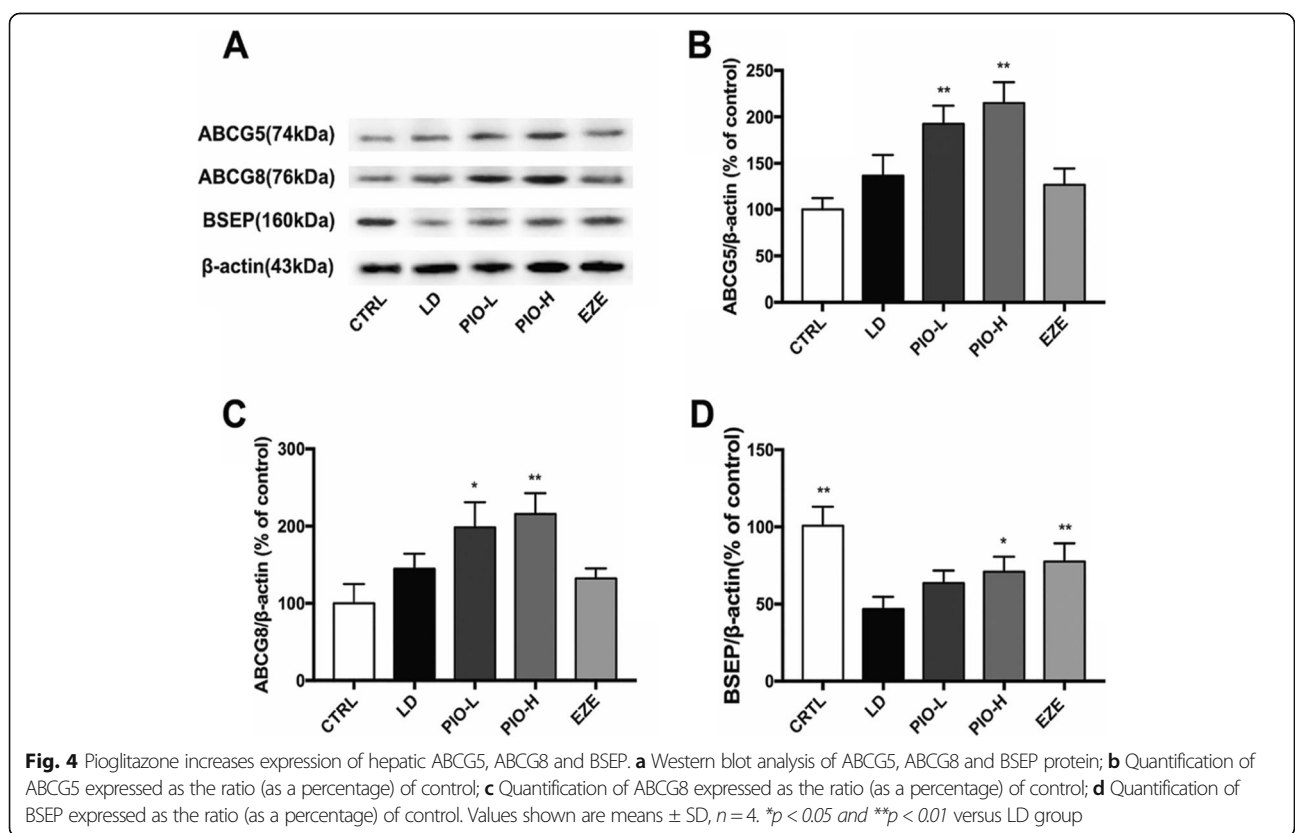 A
ABCG5(74kDa)
ABCG8(76kDa)
BSEP(160kDa)
β-actin(43kDa)
CTRL
LD
PIO-L
PIO-H
EZE
B
ABCG5/β-actin (% of control)
250
200
150
100
50
0
**
**
CTRL
LD
PIO-L
PIO-H
EZE
C
ABCG8/β-actin (% of control)
300
200
100
0
*
**
CTRL
LD
PIO-L
PIO-H
EZE
D
BSEP/β-actin(% of control)
150
100
50
0
**
*
**
CRTL
LD
PIO-L
PIO-H
EZE
Fig. 4 Pioglitazone increases expression of hepatic ABCG5, ABCG8 and BSEP. a Western blot analysis of ABCG5, ABCG8 and BSEP protein; b Quantification of
ABCG5 expressed as the ratio (as a percentage) of control; c Quantification of ABCG8 expressed as the ratio (as a percentage) of control; d Quantification of
BSEP expressed as the ratio (as a percentage) of control. Values shown are means ± SD, n = 4. *p < 0.05 and **p < 0.01 versus LD group